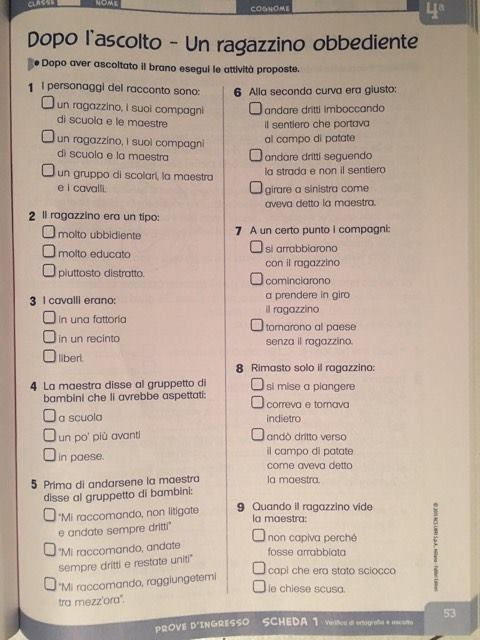 CLASSE NOME
COGNOME
4ª
Dopo l'ascolto - Un ragazzino obbediente
Dopo aver ascoltato il brano esegui le attività proposte.
1 I personaggi del racconto sono:
un ragazzino, i suoi compagni
di scuola e le maestre
un ragazzino, i suoi compagni
di scuola e la maestra
un gruppo di scolari, la maestra
e i cavalli.
2 Il ragazzino era un tipo:
molto ubbidiente
molto educato
piuttosto distratto.
3 I cavalli erano:
in una fattoria
in un recinto
liberi.
4 La maestra disse al gruppetto di
bambini che li avrebbe aspettati:
a scuola
un po' più avanti
in paese.
5 Prima di andarsene la maestra
disse al gruppetto di bambini:
"Mi raccomando, non litigate
e andate sempre dritti"
"Mi raccomando, andate
sempre dritti e restate uniti"
"Mi raccomando, raggiungetemi
tra mezz'ora".
6 Alla seconda curva era giusto:
andare dritti imboccando
il sentiero che portava
al campo di patate
andare dritti seguendo
la strada e non il sentiero
girare a sinistra come
aveva detto la maestra.
7 A un certo punto i compagni:
si arrabbiarono
con il ragazzino
cominciarono
a prendere in giro
il ragazzino
tornarono al paese
senza il ragazzino.
8 Rimasto solo il ragazzino:
si mise a piangere
correva e tornava
indietro
andò dritto verso
il campo di patate
come aveva detto
la maestra.
9 Quando il ragazzino vide
la maestra:
non capiva perché
fosse arrabbiata
capì che era stato sciocco
le chiese scusa.
PROVE D'INGRESSO SCHEDA 1 Verifica di ortografia e ascolto
53